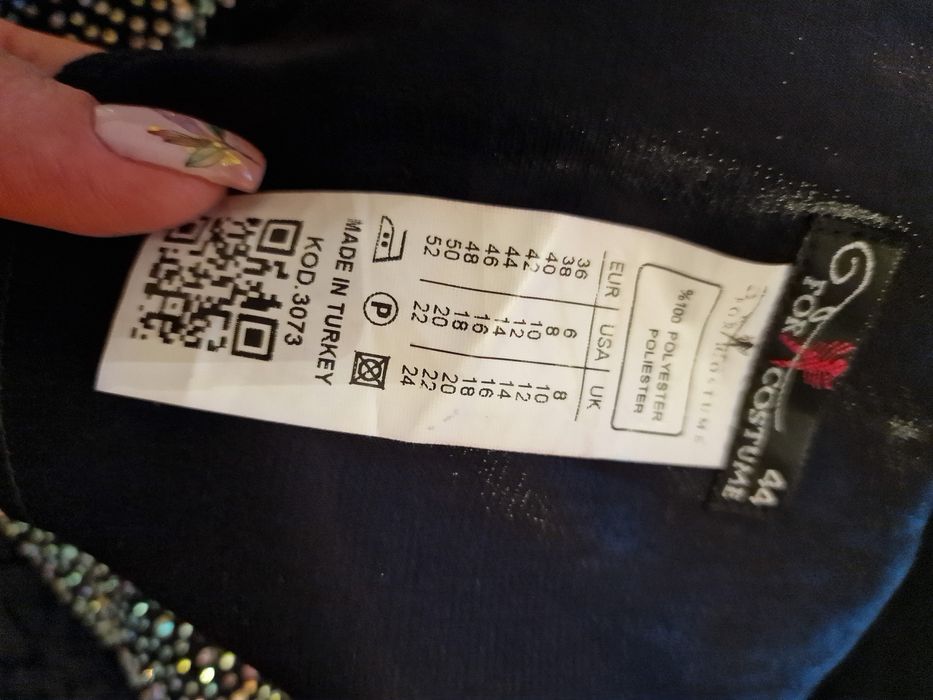 44
FOR COSTUME
%100 POLYESTER
POLIESTER
EUR USA UK
36 6 8
38 8 10
40 10 12
42 12 14
44 14 16
46 16 18
48 18 20
50 20 22
52 22 24
P
MADE IN TURKEY
KOD.3073